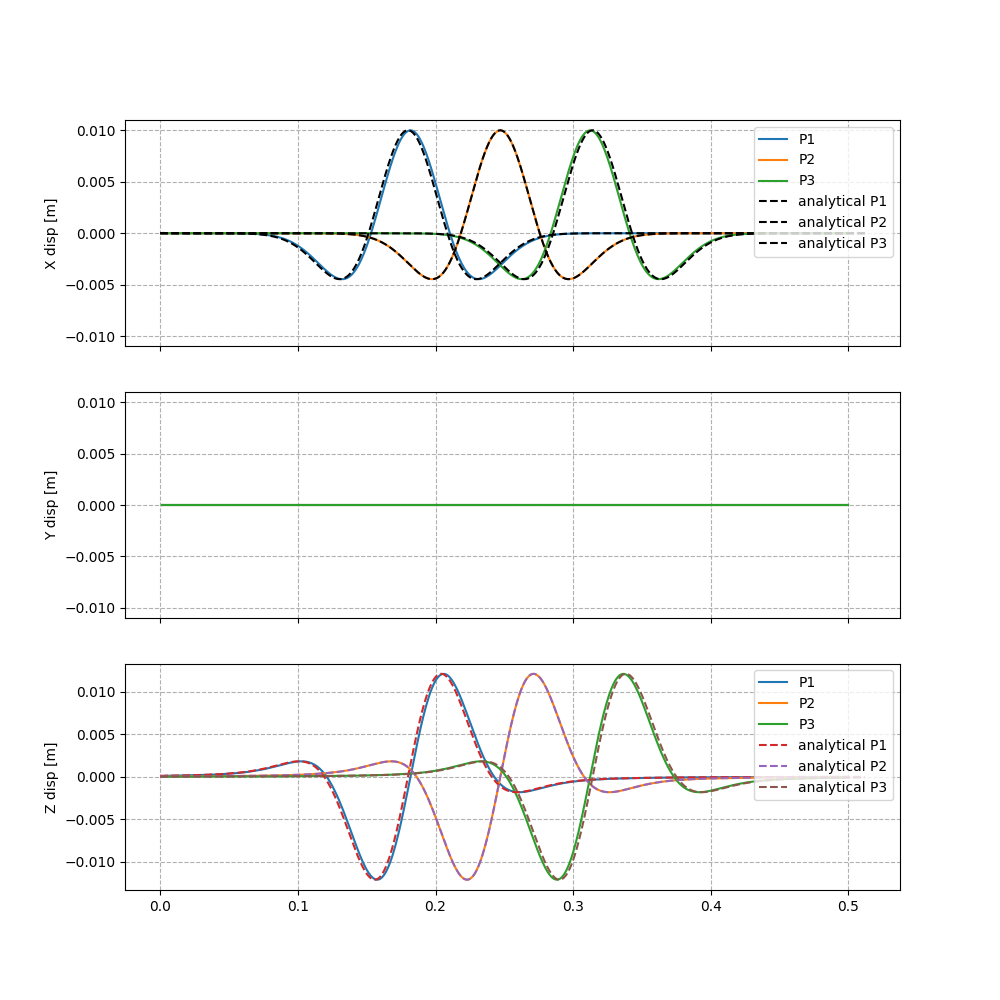 0.010
0.005
0.000
−0.005
−0.010
X disp [m]
P1
P2
P3
analytical P1
analytical P2
analytical P3
0.010
0.005
0.000
−0.005
−0.010
Y disp [m]
0.010
0.005
0.000
−0.005
−0.010
Z disp [m]
P1
P2
P3
analytical P1
analytical P2
analytical P3
0.0 0.1 0.2 0.3 0.4 0.5